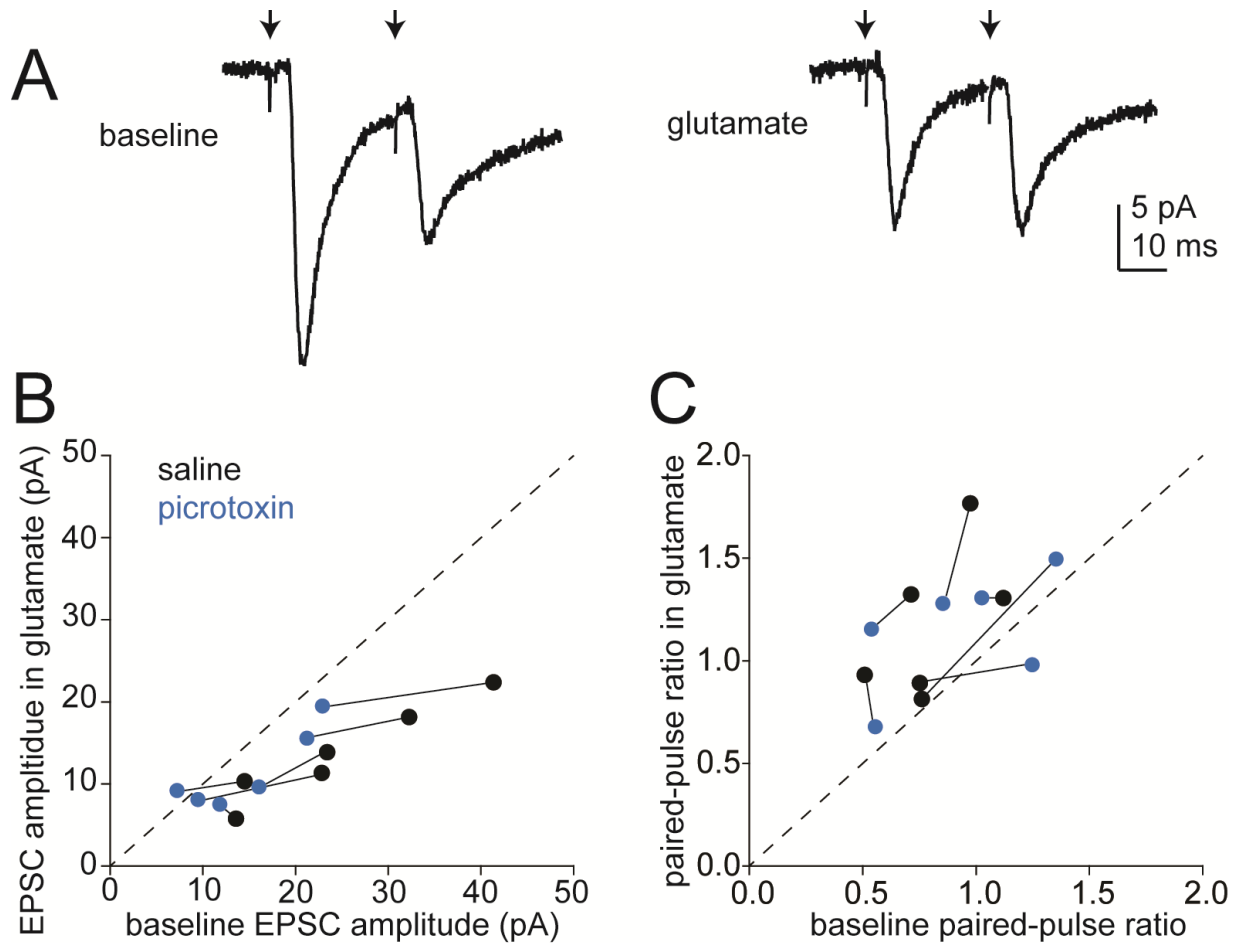 A
baseline
glutamate
5 pA
10 ms
B
EPSC ampltidue in glutamate (pA)
50
40
30
20
10
0
saline
picrotoxin
0
10
20
30
40
50
baseline EPSC amplitude (pA)
C
paired-pulse ratio in glutamate
2.0
1.5
1.0
0.5
0.0
0.0
0.5
1.0
1.5
2.0
baseline paired-pulse ratio